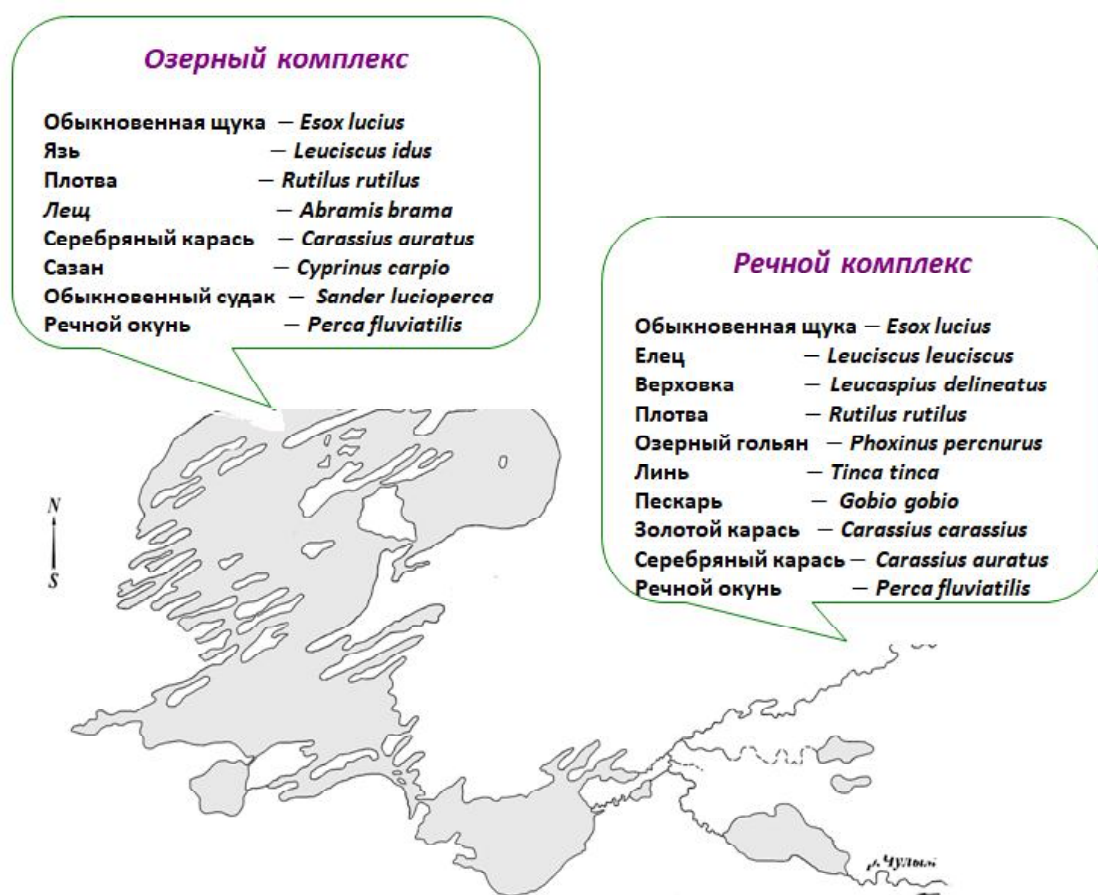 Озерный комплекс
Обыкновенная щука – Esox lucius
Язь – Leuciscus idus
Плотва – Rutilus rutilus
Лещ – Abramis brama
Серебряный карась – Carassius auratus
Сазан – Cyprinus carpio
Обыкновенный судак – Sander lucioperca
Речной окунь – Perca fluviatilis
Речной комплекс
Обыкновенная щука – Esox lucius
Елец – Leuciscus leuciscus
Верховка – Leucaspius delineatus
Плотва – Rutilus rutilus
Озерный гольян – Phoxinus percnurus
Линь – Tinca tinca
Пескарь – Gobio gobio
Золотой карась – Carassius carassius
Серебряный карась – Carassius auratus
Речной окунь – Perca fluviatilis
N
S
р.Чулым